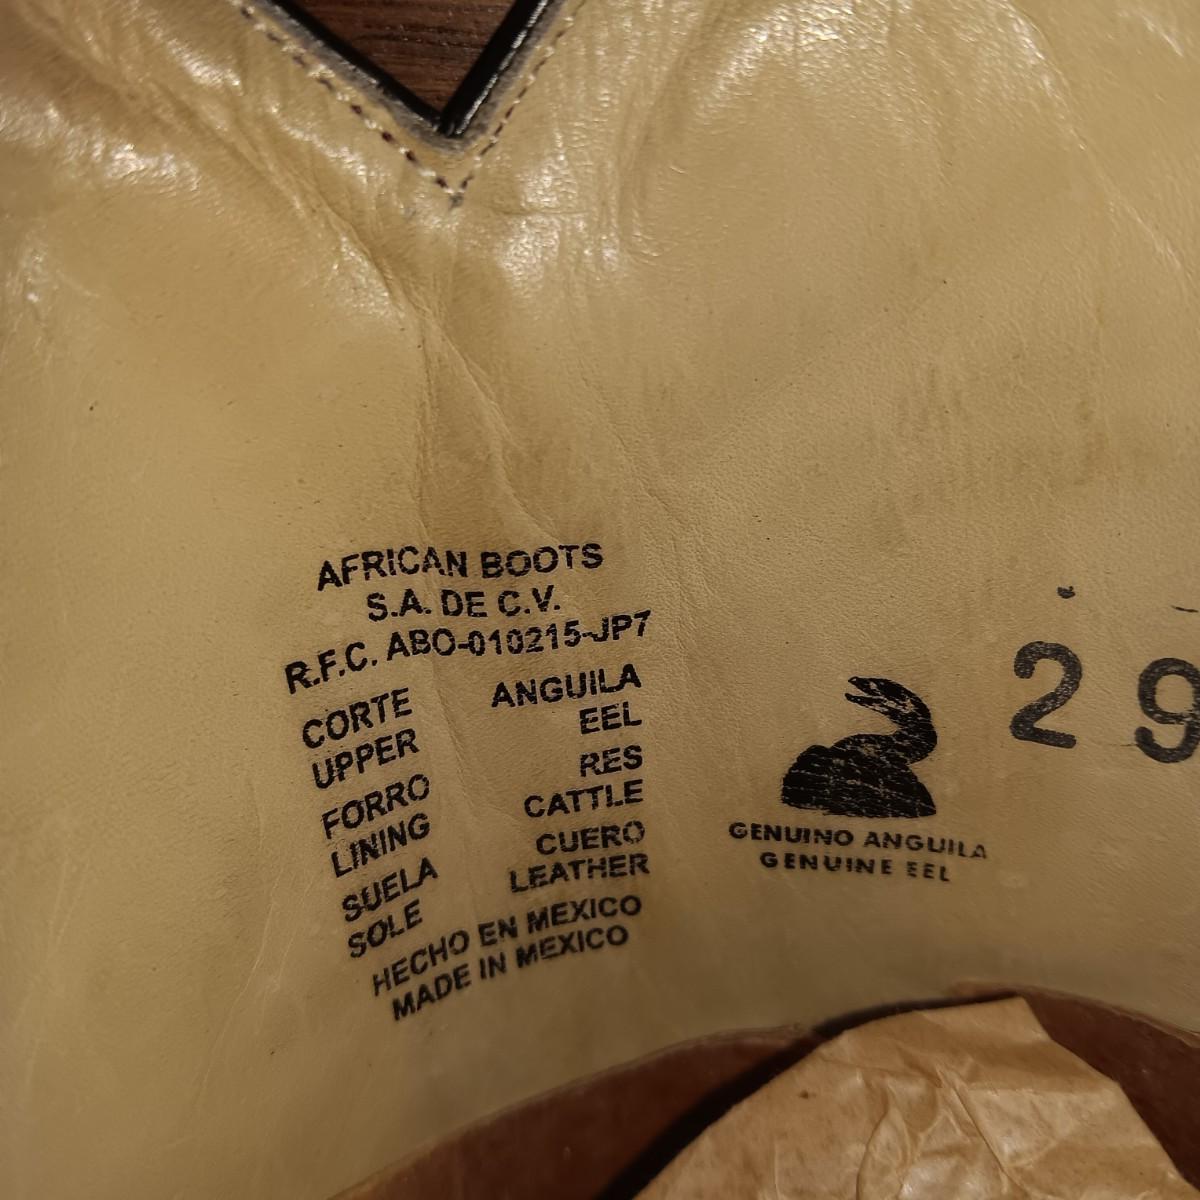 AFRICAN BOOTS
S.A. DE C.V.
R.F.C. ABO-010215-JP7
CORTE ANGUILA
UPPER EEL
FORRO RES
LINING CATTLE
SUELA CUERO
SOLE LEATHER
HECHO EN MEXICO
MADE IN MEXICO
GENUINO ANGUILA
GENUINE EEL
29